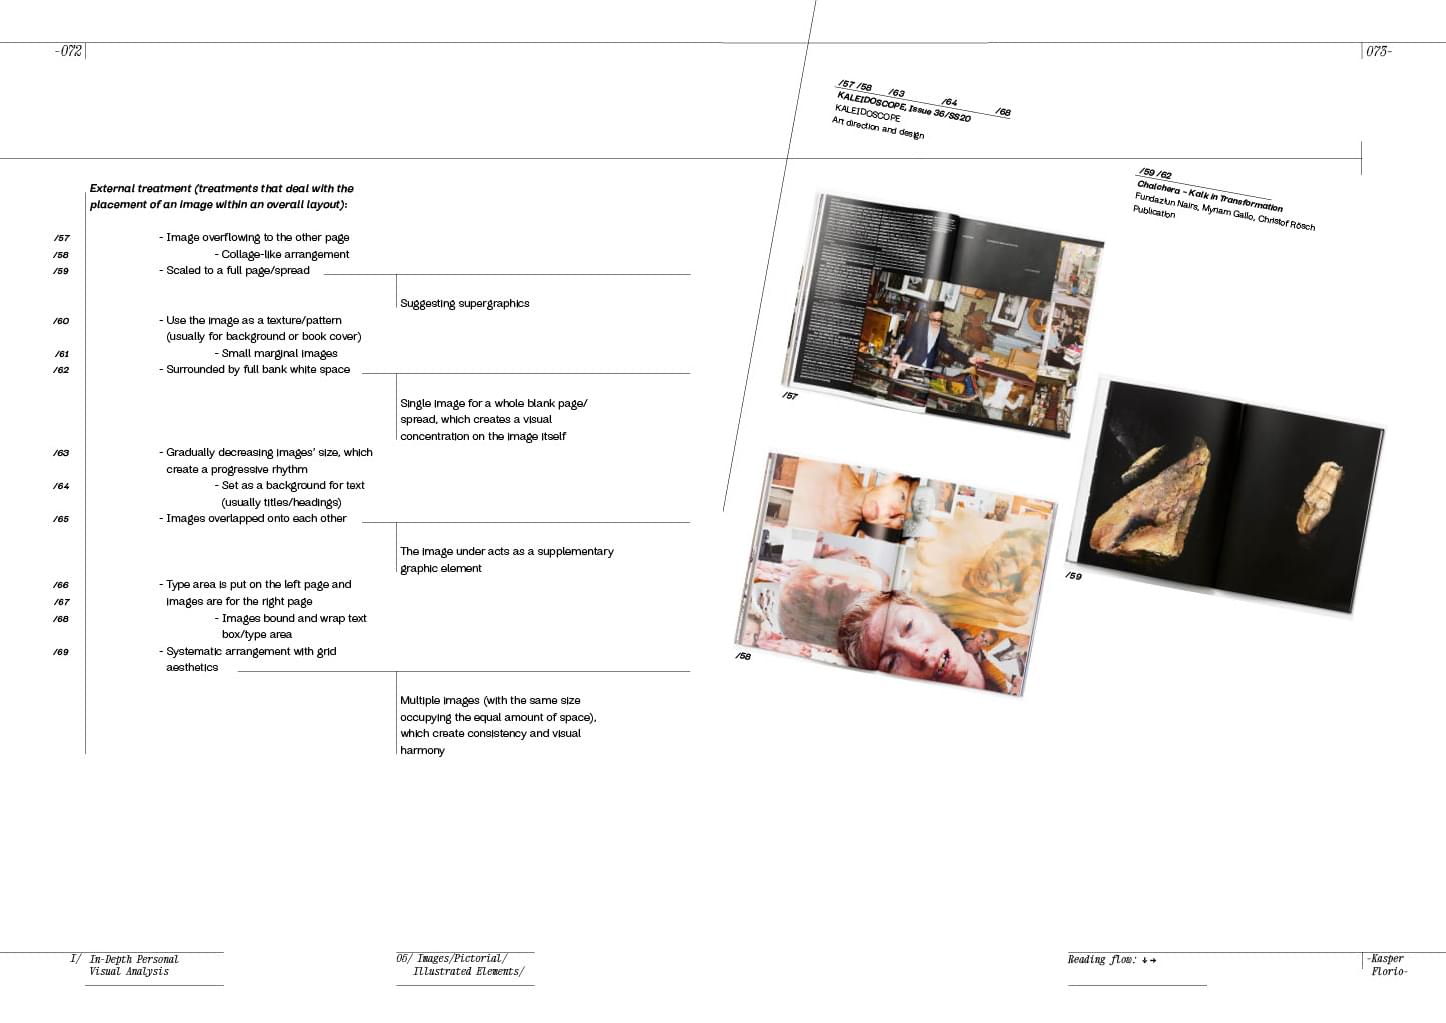 -072
073-
External treatment (treatments that deal with the
placement of an image within an overall layout):
/57 - Image overflowing to the other page
/58 - Collage-like arrangement
/59 - Scaled to a full page/spread
Suggesting supergraphics
/60 - Use the image as a texture/pattern
(usually for background or book cover)
/61 - Small marginal images
/62 - Surrounded by full bank white space
Single image for a whole blank page/
spread, which creates a visual
concentration on the image itself
/63 - Gradually decreasing images' size, which
create a progressive rhythm
/64 - Set as a background for text
(usually titles/headings)
/65 - Images overlapped onto each other
The image under acts as a supplementary
graphic element
/66 - Type area is put on the left page and
/67 images are for the right page
/68 - Images bound and wrap text
box/type area
/69 - Systematic arrangement with grid
aesthetics
Multiple images (with the same size
occupying the equal amount of space),
which create consistency and visual
harmony
/57 /58 /63 /64 /68
KALEIDOSCOPE, Issue 36/SS20
KALEIDOSCOPE
Art direction and design
/59 /62
Chalchera - Kalk in Transformation
Fundaziun Nairs, Myriam Gallo, Christof Rösch
Publication
/57
/58
/59
I/ In-Depth Personal
Visual Analysis
05/ Images/Pictorial/
Illustrated Elements/
Reading flow: ↓→
-Kasper
Florio-